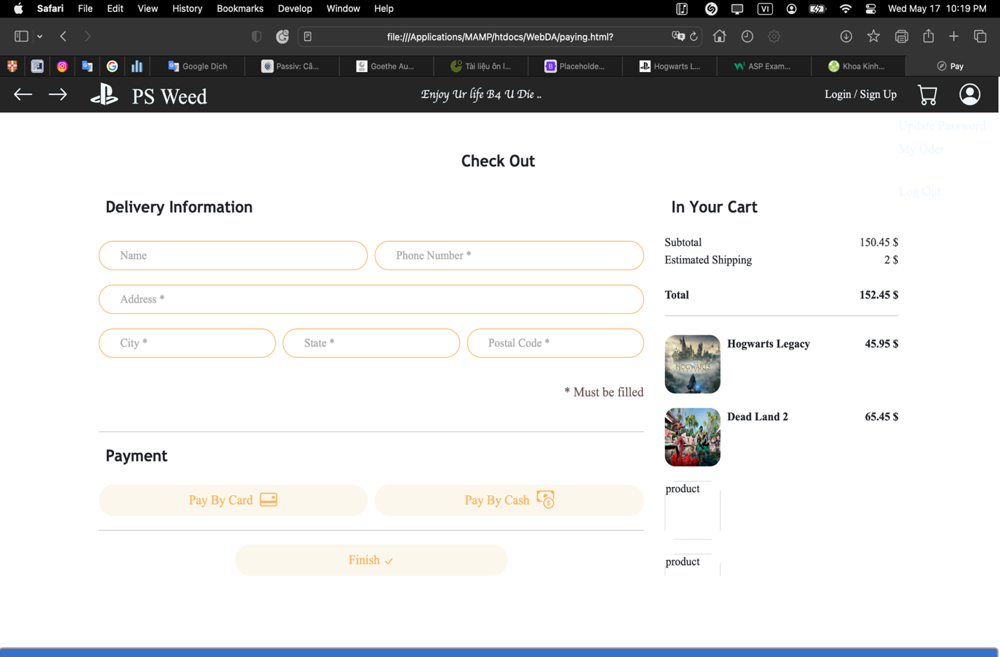 Safari File Edit View History Bookmarks Develop Window Help VI Wed May 17 10:19 PM
file:///Applications/MAMP/htdocs/WebDA/paying.html?
Google Dịch Passiv: Câ... Goethe Au... Tài liệu ôn l... Placeholde... Hogwarts L... ASP Exam... Khoa Kinh... Pay
PS Weed Enjoy Ur life B4 U Die .. Login / Sign Up
Update Password
My Oder
Log Out
Check Out
Delivery Information
Name Phone Number *
Address *
City * State * Postal Code *
* Must be filled
Payment
Pay By Card Pay By Cash
Finish
In Your Cart
Subtotal 150.45 $
Estimated Shipping 2 $
Total 152.45 $
Hogwarts Legacy 45.95 $
HOGWARTS
Dead Land 2 65.45 $
product
product